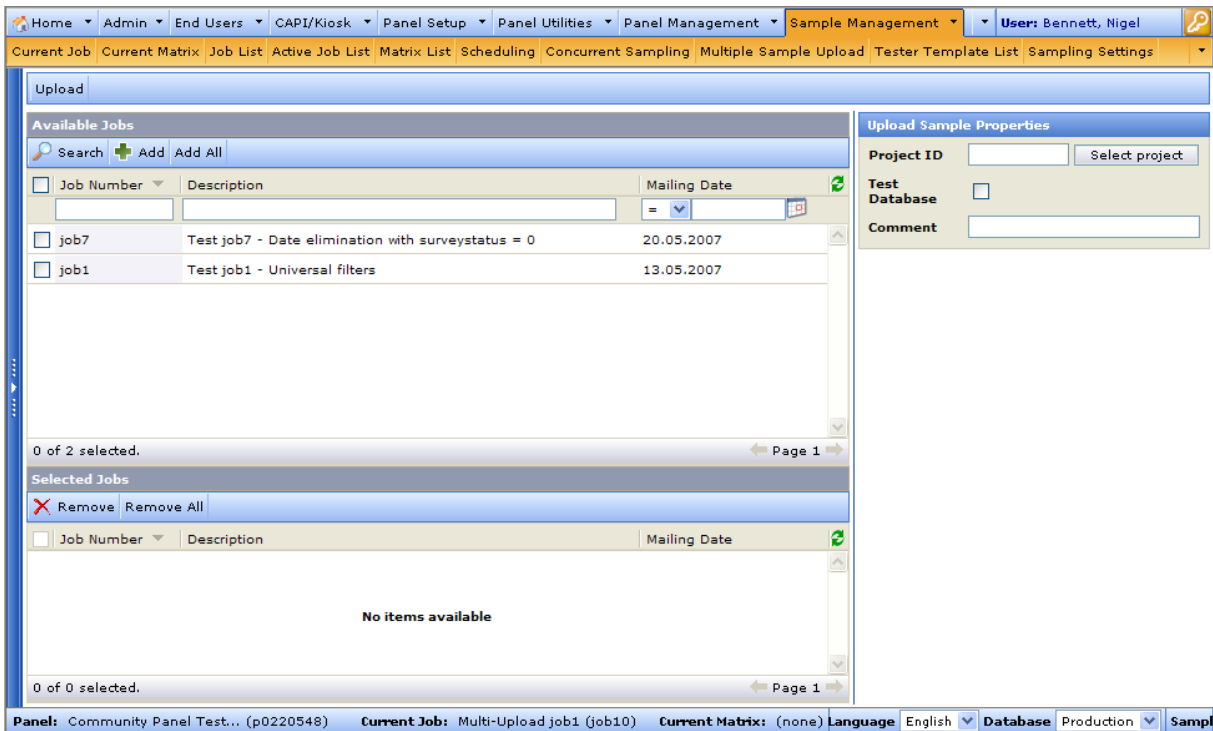 Home Admin End Users CAPI/Kiosk Panel Setup Panel Utilities Panel Management Sample Management User: Bennett, Nigel
Current Job Current Matrix Job List Active Job List Matrix List Scheduling Concurrent Sampling Multiple Sample Upload Tester Template List Sampling Settings
Upload
Available Jobs
Search Add Add All
Job Number Description Mailing Date
=
job7 Test job7 - Date elimination with surveystatus = 0 20.05.2007
job1 Test job1 - Universal filters 13.05.2007
0 of 2 selected. Page 1
Selected Jobs
Remove Remove All
Job Number Description Mailing Date
No items available
0 of 0 selected. Page 1
Upload Sample Properties
Project ID Select project
Test
Database
Comment
Panel: Community Panel Test... (p0220548) Current Job: Multi-Upload job1 (job10) Current Matrix: (none) Language English Database Production Sampl